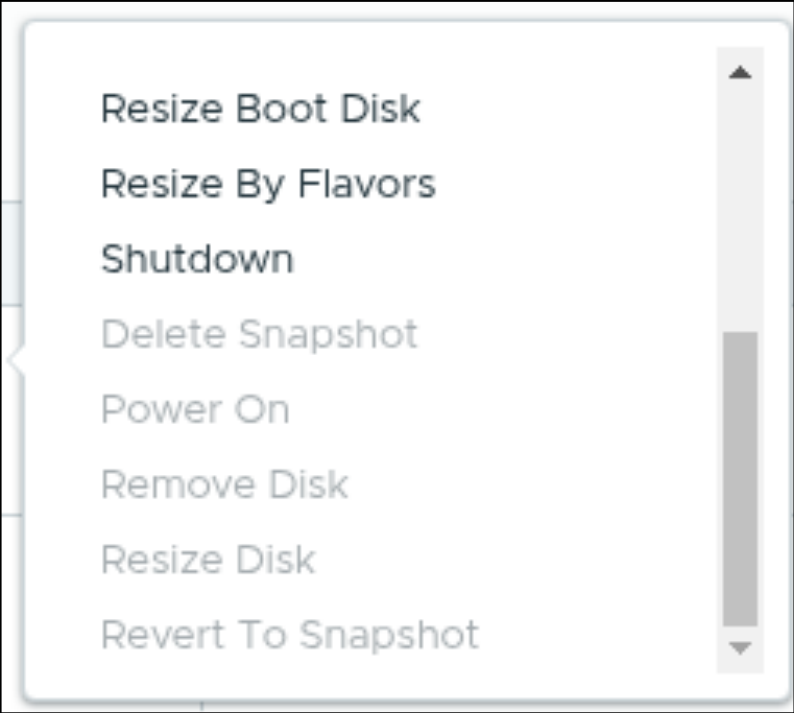 Resize Boot Disk
Resize By Flavors
Shutdown
Delete Snapshot
Power On
Remove Disk
Resize Disk
Revert To Snapshot